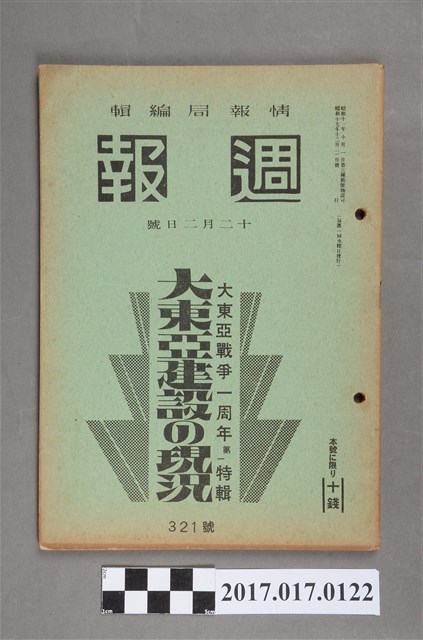 情報局編輯
週報
十二月二日號
大東亞戰爭一周年 第一 特輯
大東亞建設の現況
本號に限り十錢
321號
2017.017.0122